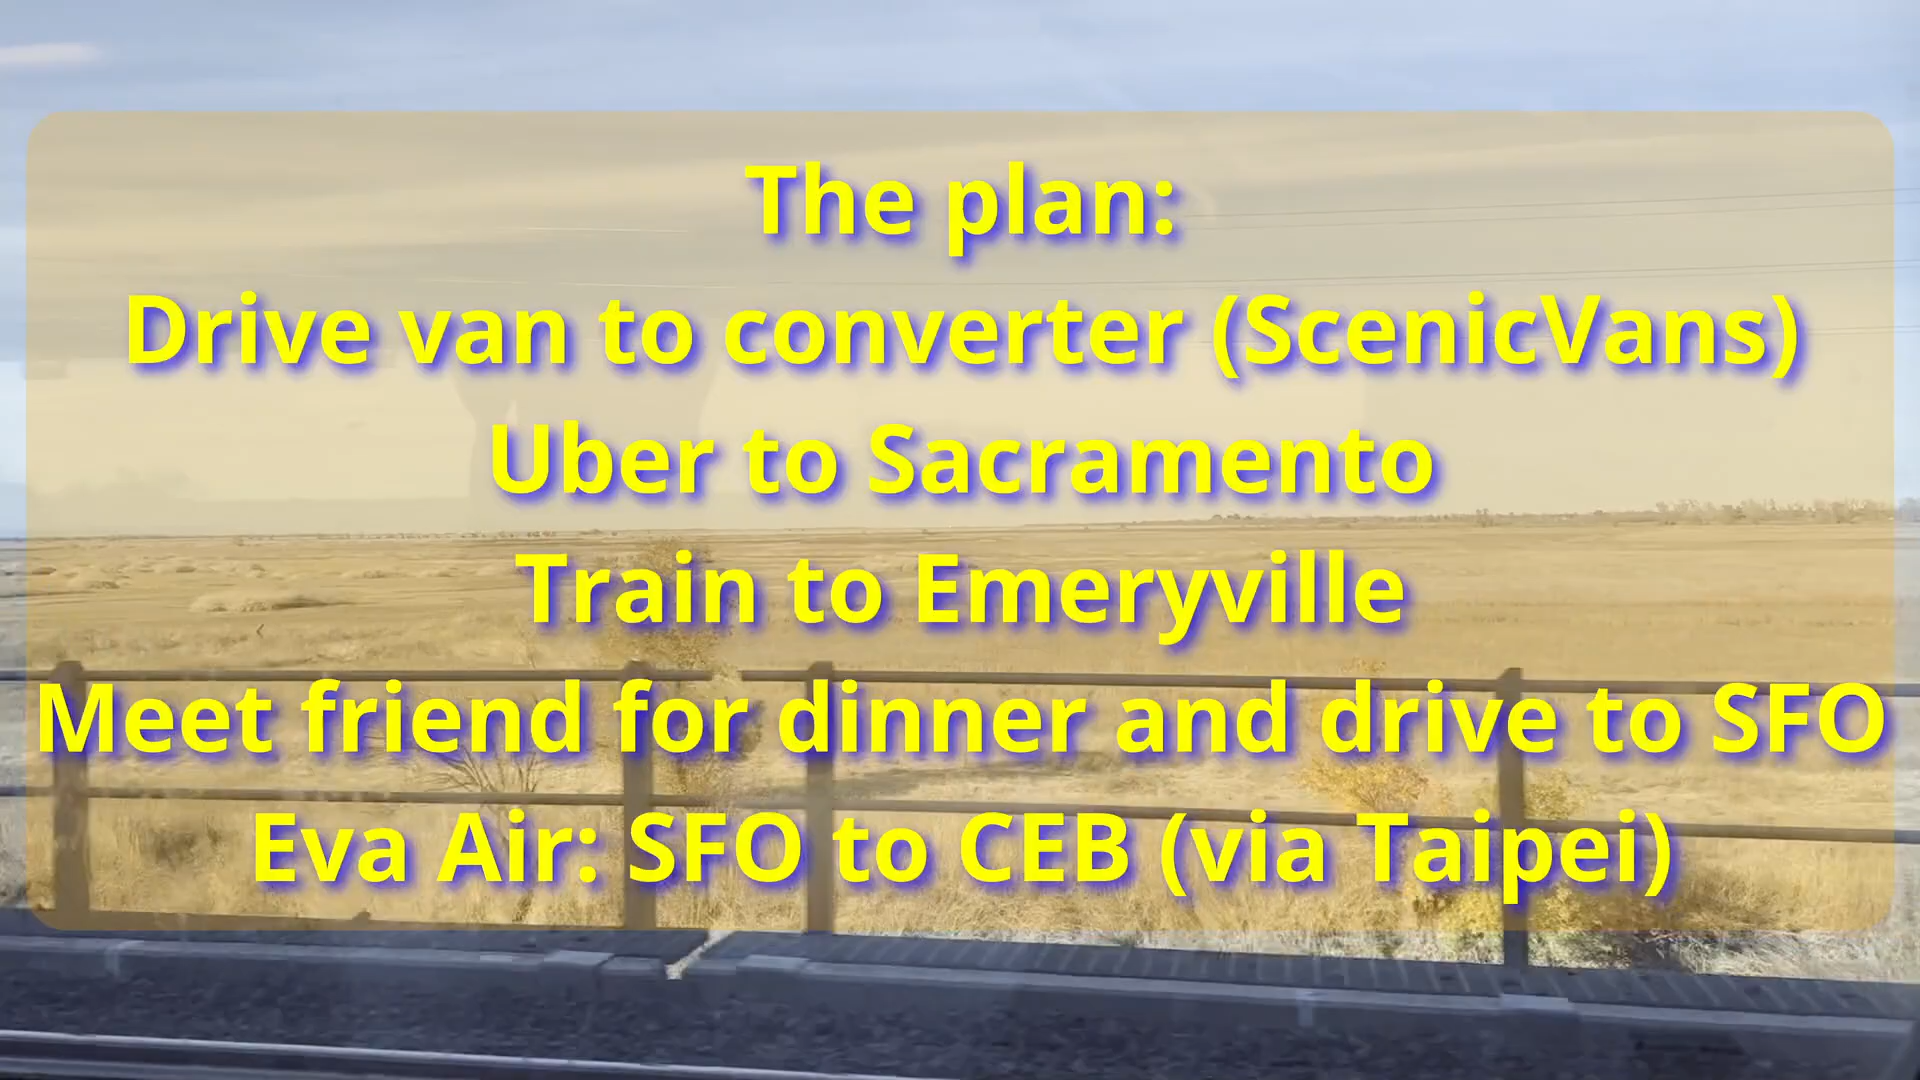 The plan:
Drive van to converter (ScenicVans)
Uber to Sacramento
Train to Emeryville
Meet friend for dinner and drive to SFO
Eva Air: SFO to CEB (via Taipei)